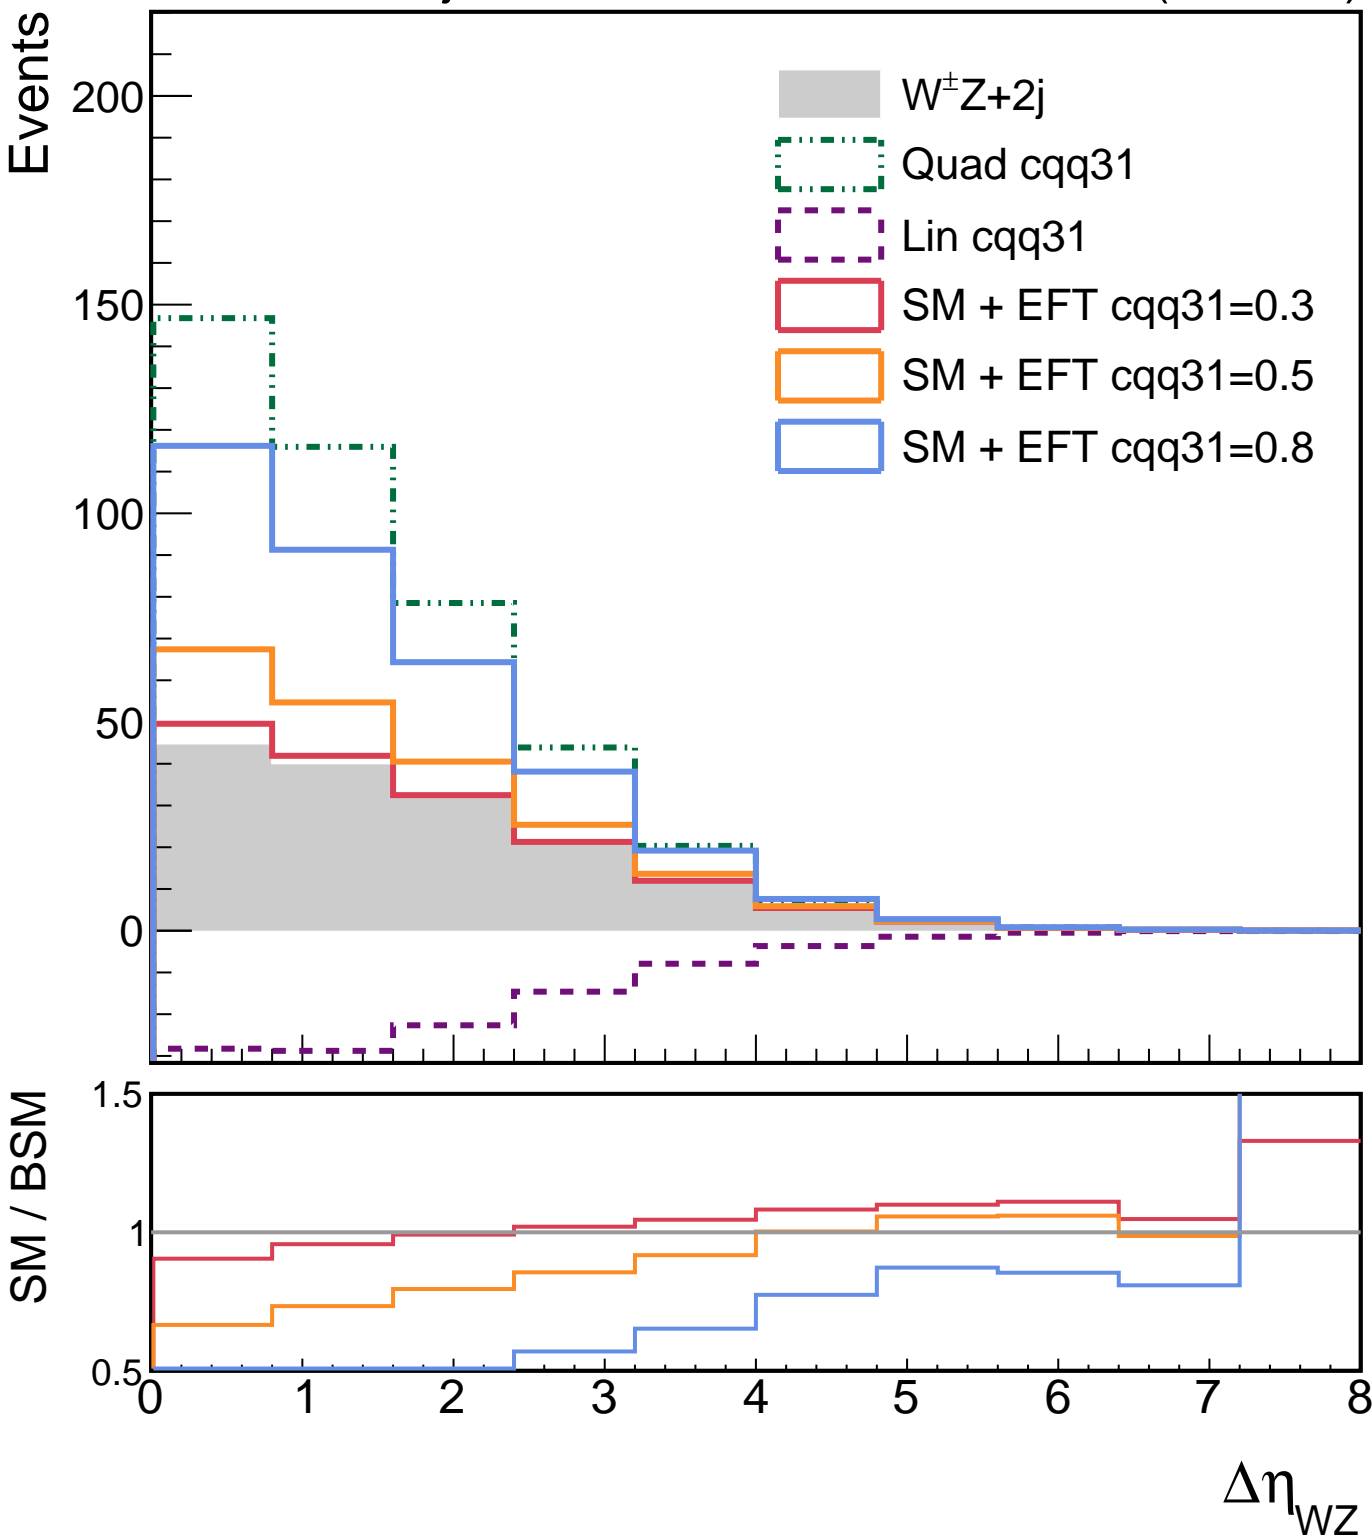 Events
200
150
100
50
0
W±Z+2j
Quad cqq31
Lin cqq31
SM + EFT cqq31=0.3
SM + EFT cqq31=0.5
SM + EFT cqq31=0.8
SM / BSM
1.5
1
0.5
0 1 2 3 4 5 6 7 8
Δη_WZ